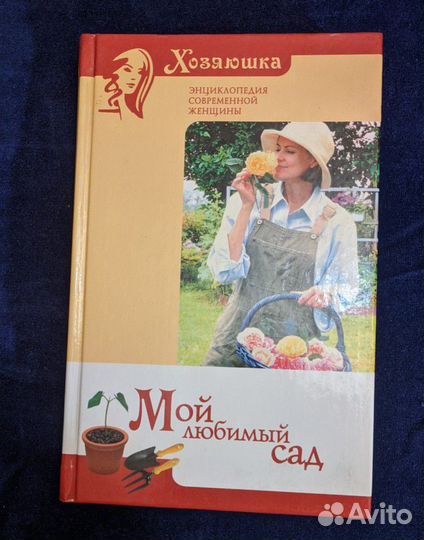 Хозяюшка
ЭНЦИКЛОПЕДИЯ
СОВРЕМЕННОЙ
ЖЕНЩИНЫ
Мой
любимый
сад
Avito